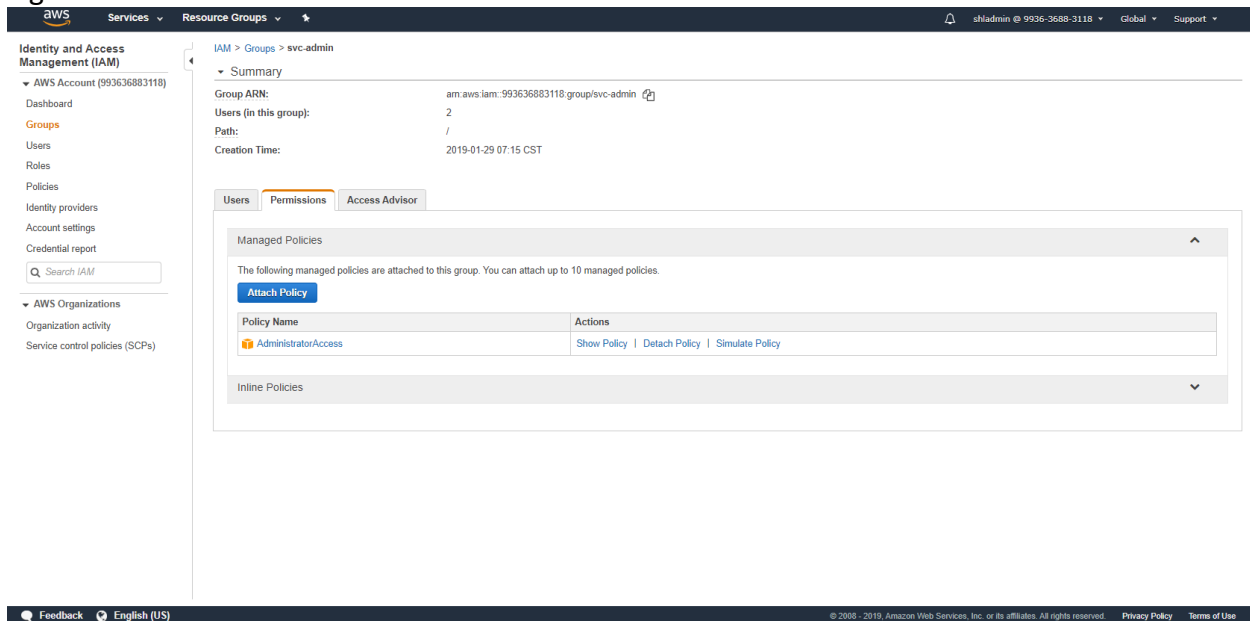 aws Services Resource Groups shladmin @ 9936-3688-3118 Global Support
Identity and Access
Management (IAM)
AWS Account (993636883118)
Dashboard
Groups
Users
Roles
Policies
Identity providers
Account settings
Credential report
Search IAM
AWS Organizations
Organization activity
Service control policies (SCPs)
IAM > Groups > svc-admin
Summary
Group ARN: arn:aws:iam::993636883118:group/svc-admin
Users (in this group): 2
Path: /
Creation Time: 2019-01-29 07:15 CST
Users Permissions Access Advisor
Managed Policies
The following managed policies are attached to this group. You can attach up to 10 managed policies.
Attach Policy
Policy Name Actions
AdministratorAccess Show Policy | Detach Policy | Simulate Policy
Inline Policies
Feedback English (US) © 2008 - 2019, Amazon Web Services, Inc. or its affiliates. All rights reserved. Privacy Policy Terms of Use